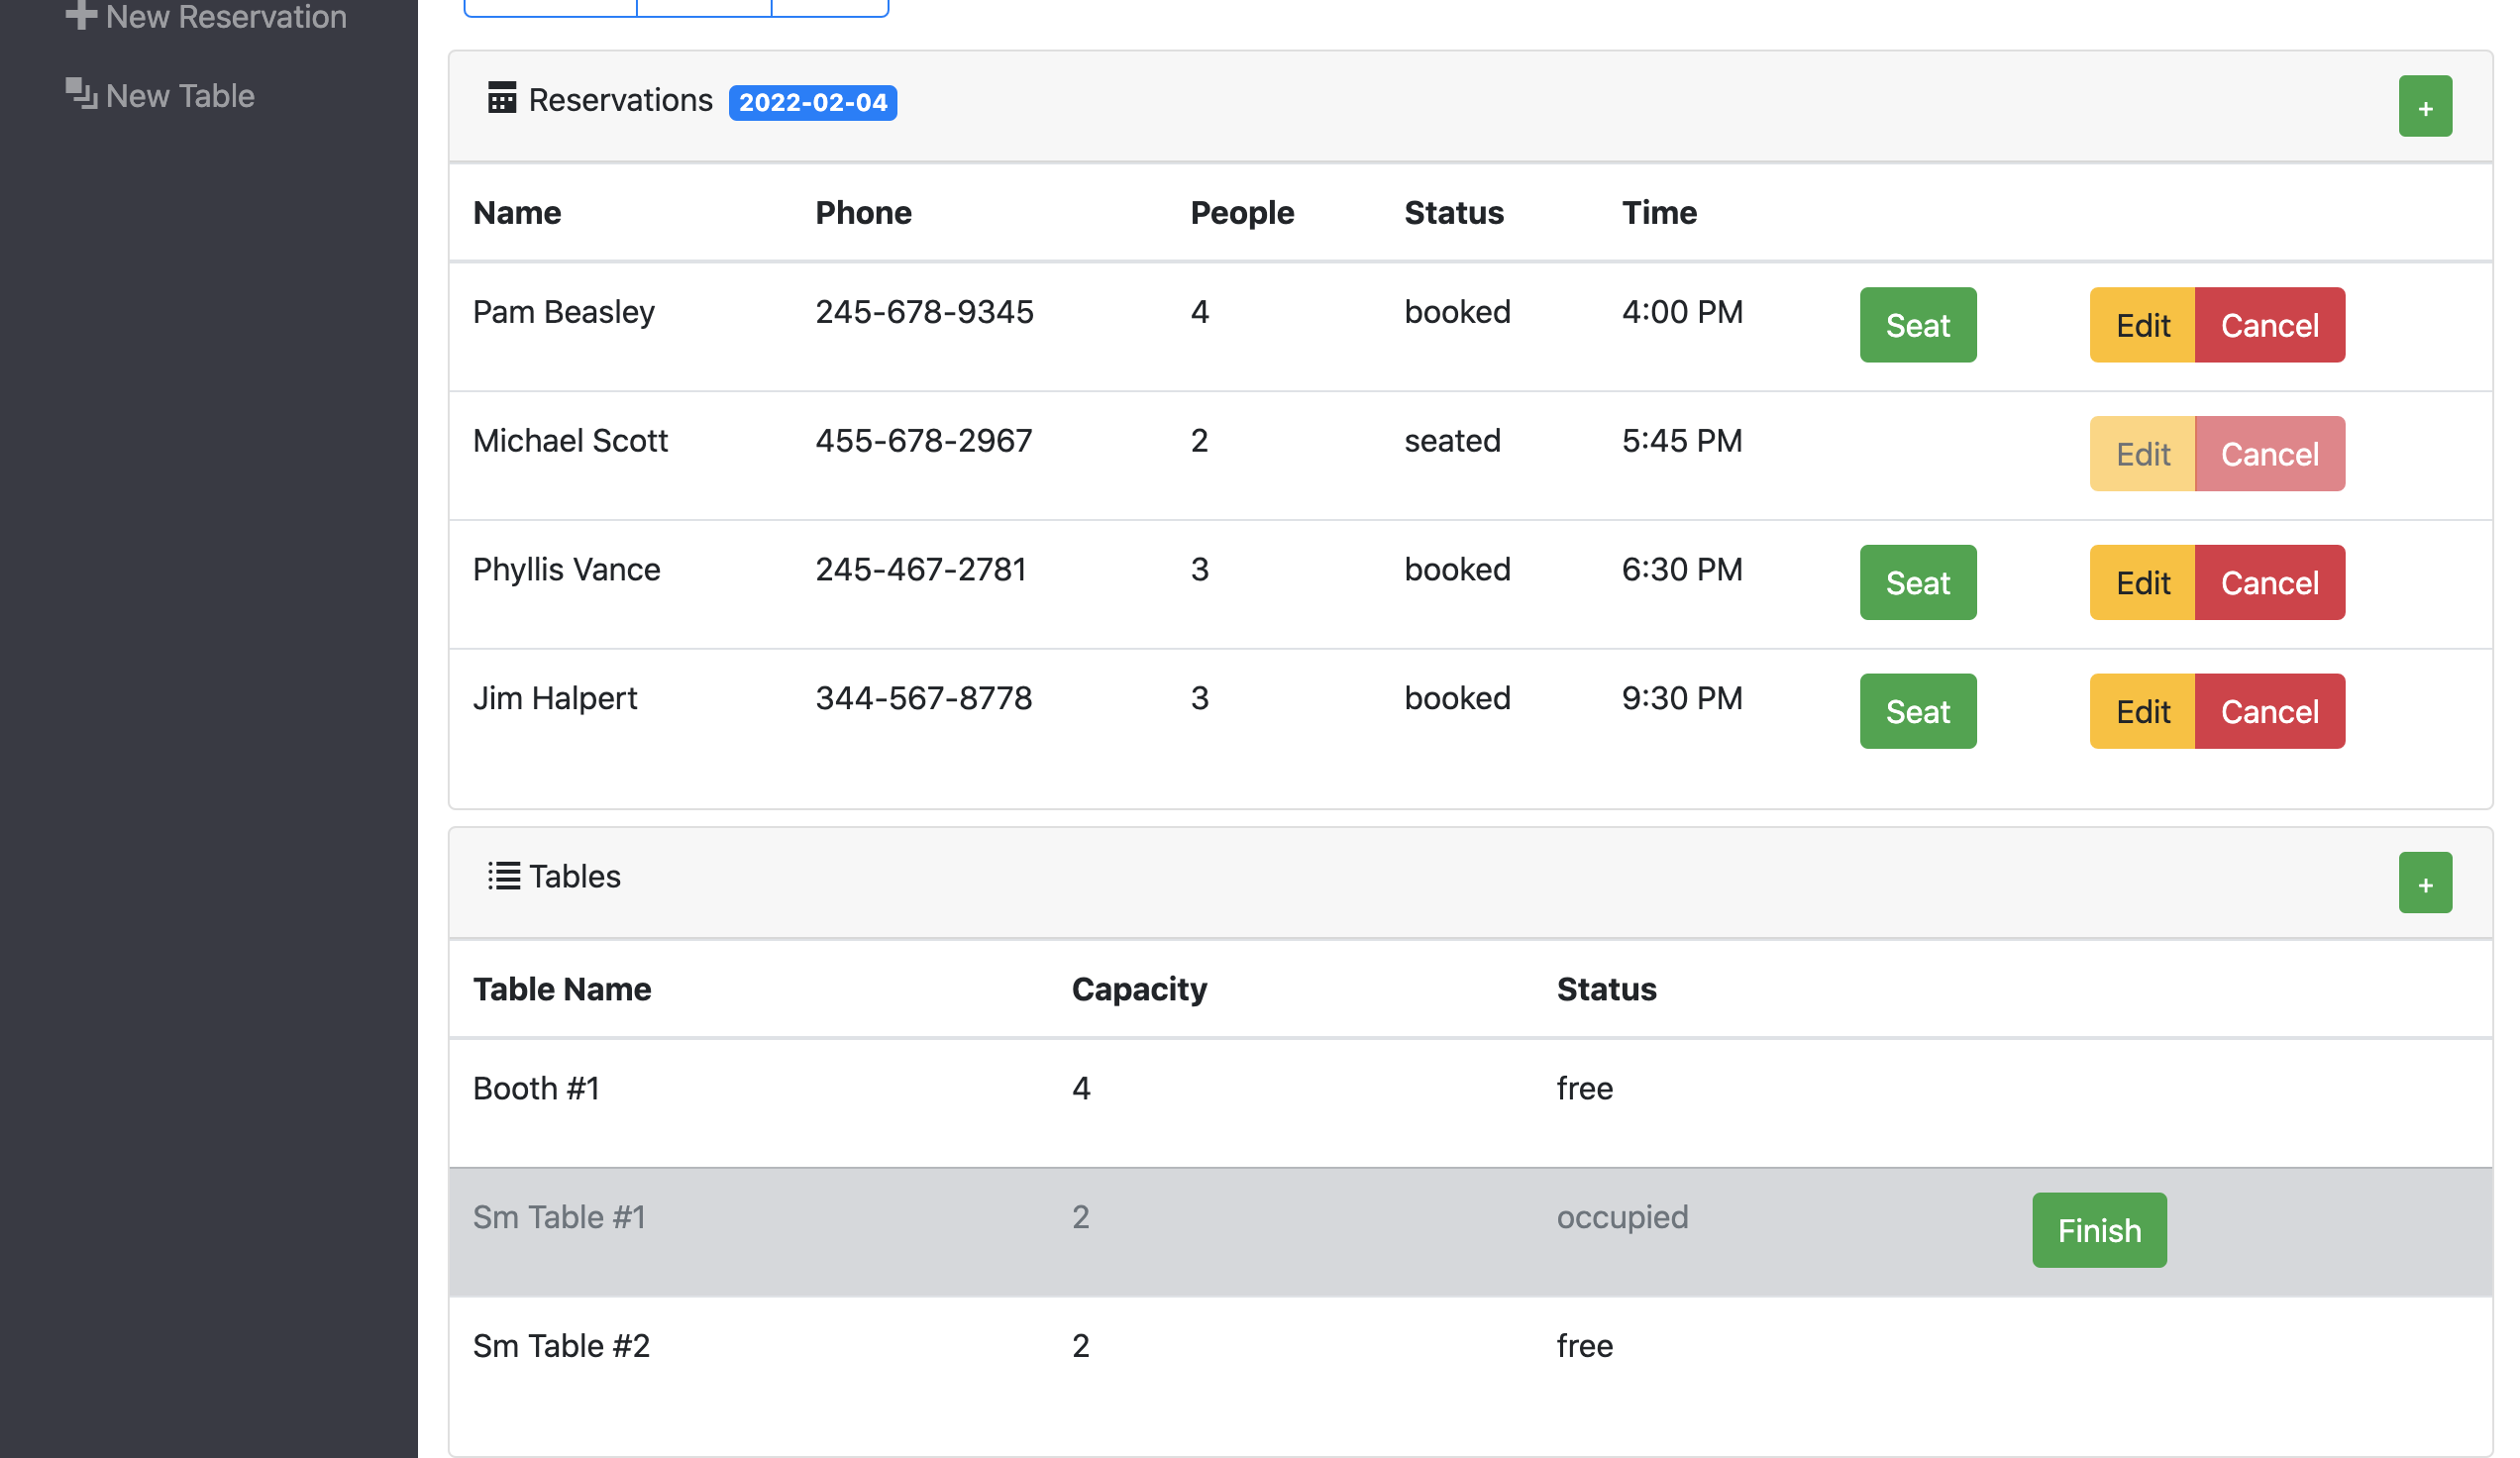 New Reservation
New Table
Reservations 2022-02-04 +
Name Phone People Status Time
Pam Beasley 245-678-9345 4 booked 4:00 PM Seat Edit Cancel
Michael Scott 455-678-2967 2 seated 5:45 PM Edit Cancel
Phyllis Vance 245-467-2781 3 booked 6:30 PM Seat Edit Cancel
Jim Halpert 344-567-8778 3 booked 9:30 PM Seat Edit Cancel
Tables +
Table Name Capacity Status
Booth #1 4 free
Sm Table #1 2 occupied Finish
Sm Table #2 2 free